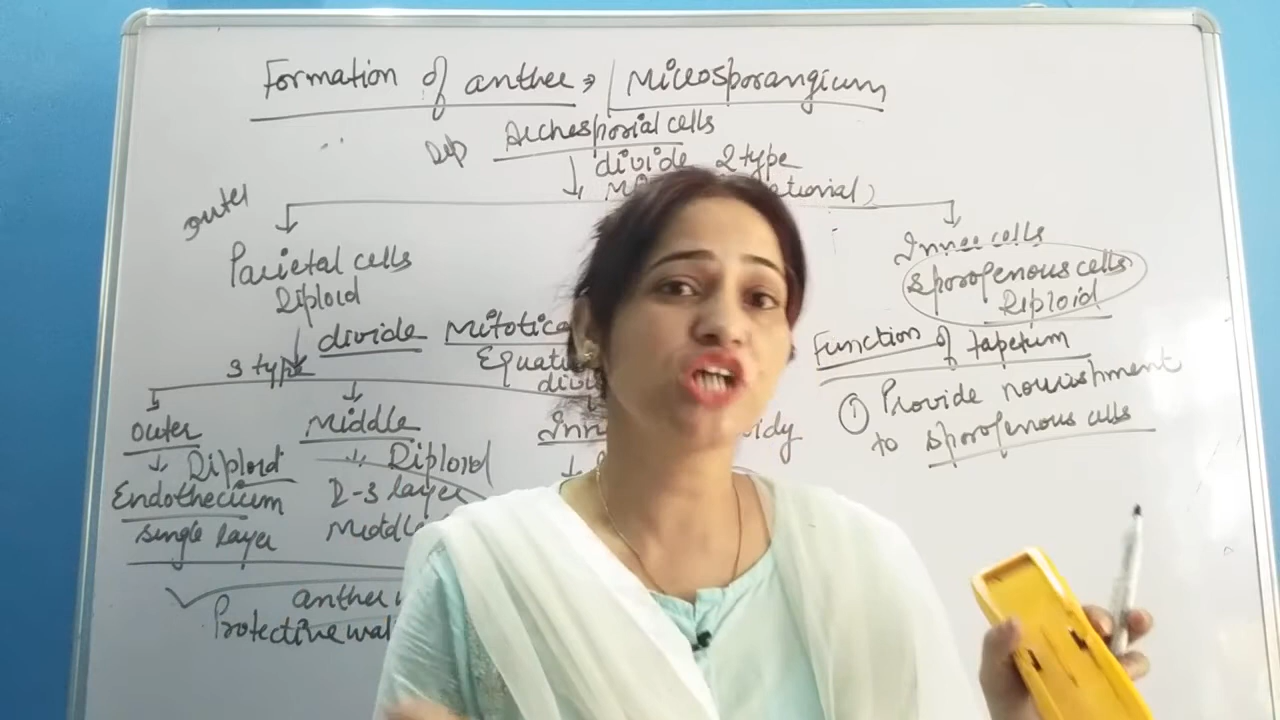 Formation of anther → Microsporangium
Dip Archesporial cells
divide 2 type
outer
Parietal cells
Diploid
Inner cells
Sporogenous cells
Diploid
divide Mitotica
3 type
Function of tapetum
① Provide nourishment
to sporogenous cells
Outer
Middle
Diploid
Diploid
Endothecium
2-3 layer
single layer
anther
Protective wal